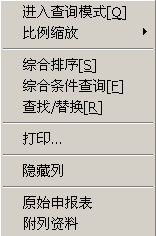 进入查询模式[Q]
比例缩放
综合排序[S]
综合条件查询[F]
查找/替换[R]
打印...
隐藏列
原始申报表
附列资料